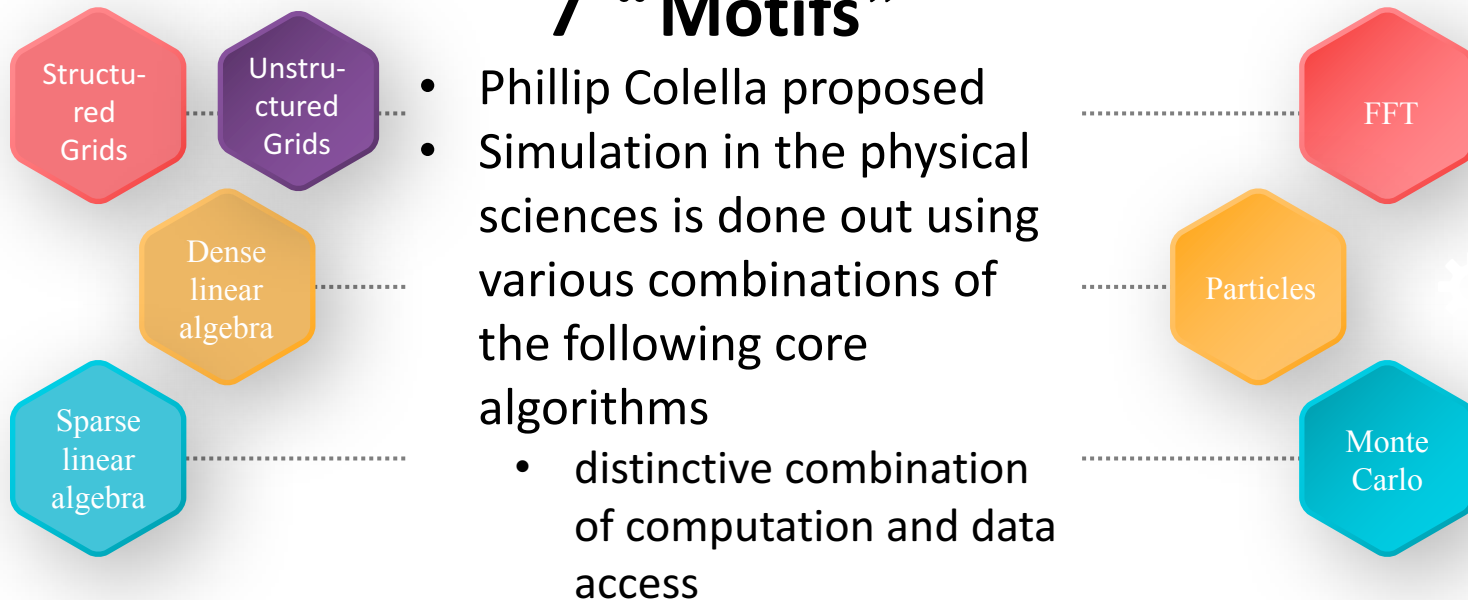 7 “Motifs”
Structu-
red
Grids
Unstru-
ctured
Grids
Dense
linear
algebra
Sparse
linear
algebra
• Phillip Colella proposed
• Simulation in the physical
sciences is done out using
various combinations of
the following core
algorithms
• distinctive combination
of computation and data
access
FFT
Particles
Monte
Carlo